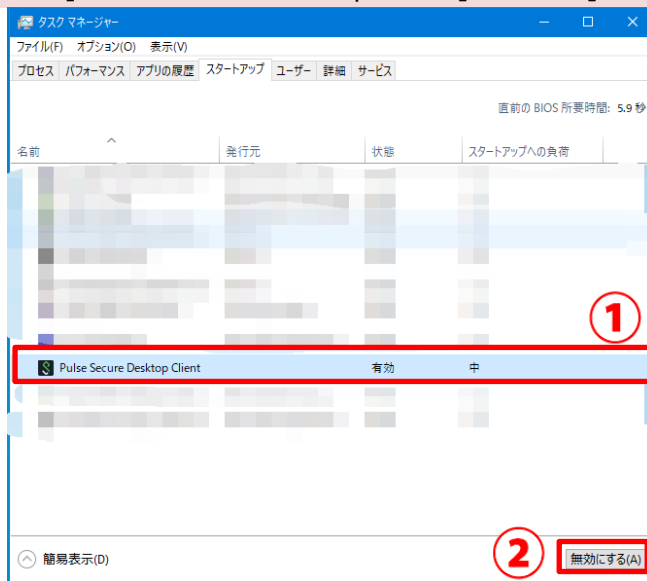 タスク マネージャー
ファイル(F) オプション(O) 表示(V)
プロセス パフォーマンス アプリの履歴 スタートアップ ユーザー 詳細 サービス
直前の BIOS 所要時間: 5.9 秒
名前 発行元 状態 スタートアップへの負荷
1
Pulse Secure Desktop Client 有効 中
簡易表示(D) 2 無効にする(A)